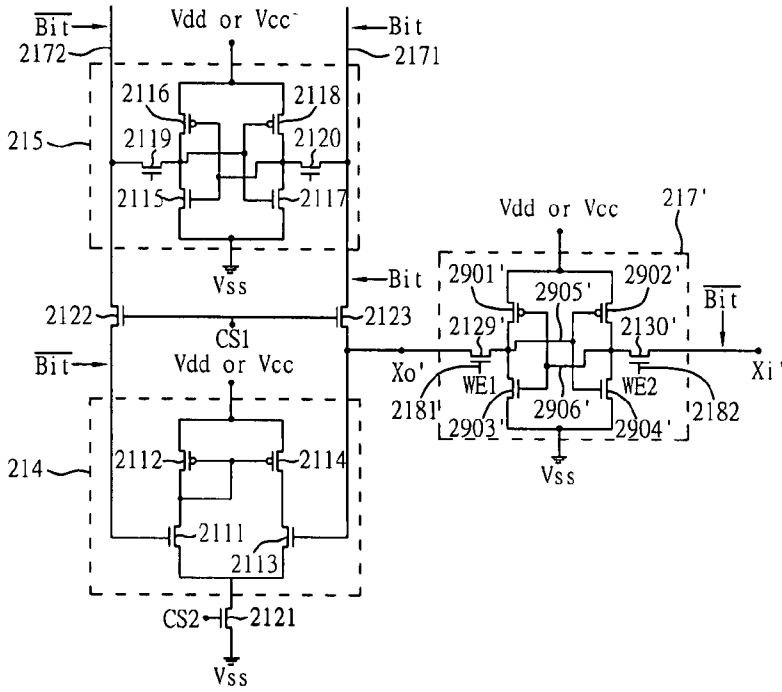 Bit
2172
Vdd or Vcc
Bit
2171
2116
2118
215
2119
2120
2115
2117
Vss
2122
CS1
2123
Bit
Bit
Vdd or Vcc
214
2112
2114
2111
2113
CS2
2121
Vss
217'
Vdd or Vcc
2901'
2905'
2902'
2129'
2130'
Bit
Xo'
WE1
WE2
Xi'
2181
2906'
2182
2903'
2904'
Vss